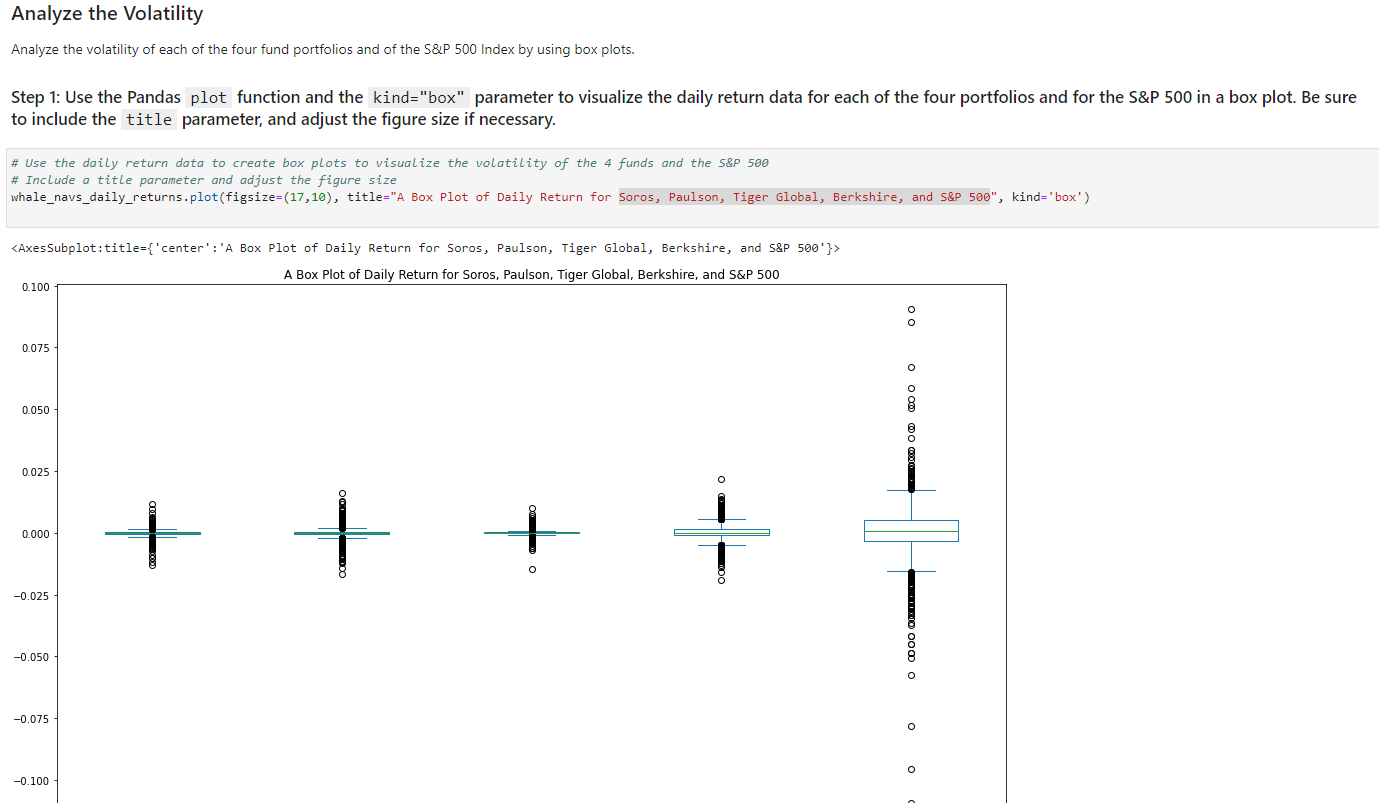 Analyze the Volatility
Analyze the volatility of each of the four fund portfolios and of the S&P 500 Index by using box plots.
Step 1: Use the Pandas plot function and the kind="box" parameter to visualize the daily return data for each of the four portfolios and for the S&P 500 in a box plot. Be sure
to include the title parameter, and adjust the figure size if necessary.
# Use the daily return data to create box plots to visualize the volatility of the 4 funds and the S&P 500
# Include a title parameter and adjust the figure size
whale_navs_daily_returns.plot(figsize=(17,10), title="A Box Plot of Daily Return for Soros, Paulson, Tiger Global, Berkshire, and S&P 500", kind='box')
<AxesSubplot:title={'center':'A Box Plot of Daily Return for Soros, Paulson, Tiger Global, Berkshire, and S&P 500'}>
A Box Plot of Daily Return for Soros, Paulson, Tiger Global, Berkshire, and S&P 500
0.100
0.075
0.050
0.025
0.000
−0.025
−0.050
−0.075
−0.100